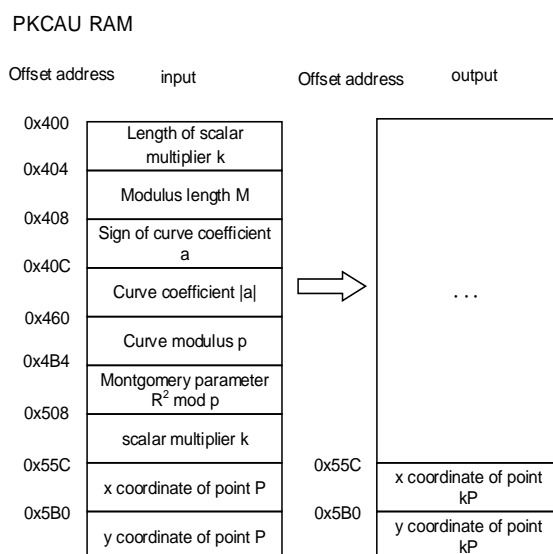 PKCAU RAM
Offset address input Offset address output
0x400
Length of scalar
multiplier k
0x404
Modulus length M
0x408
Sign of curve coefficient
a
0x40C
Curve coefficient |a|
...
0x460
Curve modulus p
0x4B4
Montgomery parameter
R² mod p
0x508
scalar multiplier k
0x55C
x coordinate of point P
0x55C
x coordinate of point
kP
0x5B0
y coordinate of point P
0x5B0
y coordinate of point
kP